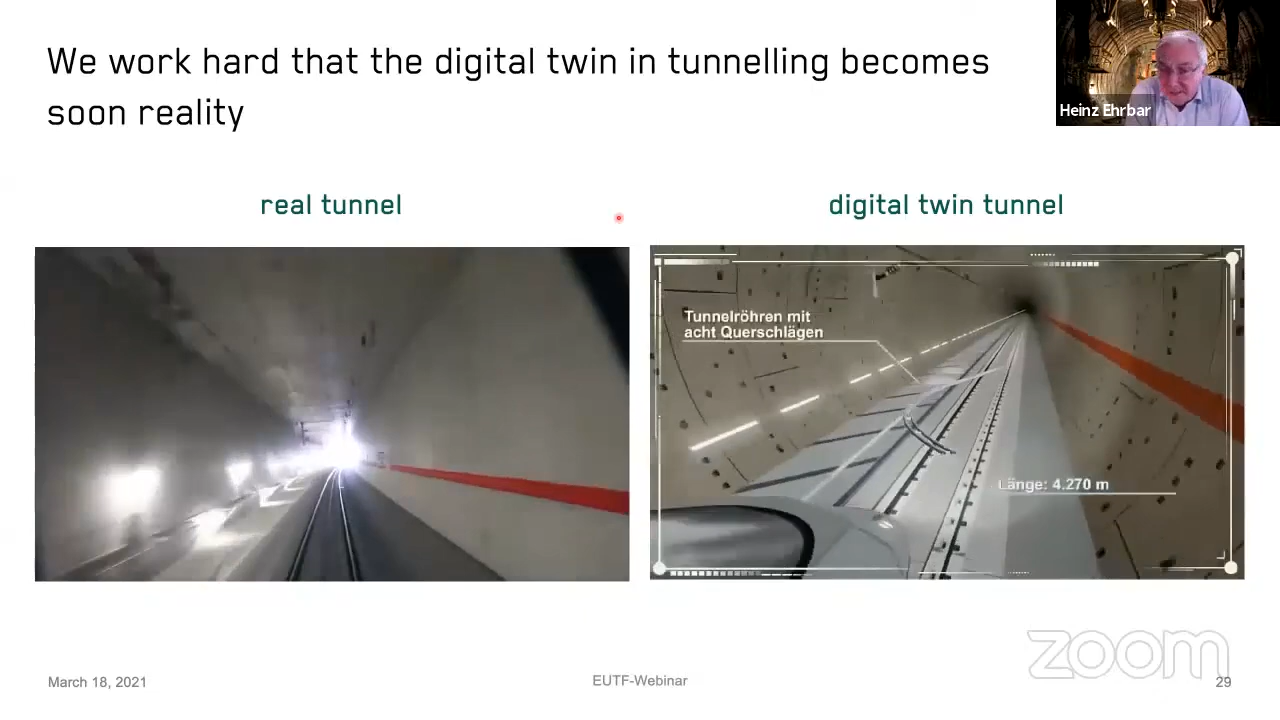 We work hard that the digital twin in tunnelling becomes
soon reality
Heinz Ehrbar
real tunnel
digital twin tunnel
Tunnelröhren mit
acht Querschlägen
Länge: 4.270 m
zoom
March 18, 2021
EUTF-Webinar
29